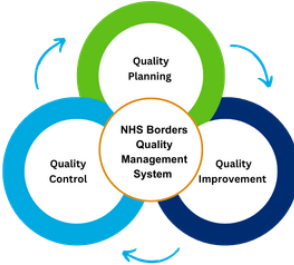 Quality
Planning
NHS Borders
Quality
Management
System
Quality
Control
Quality
Improvement